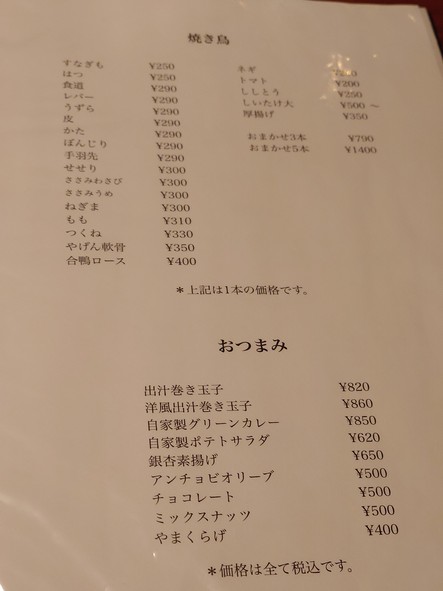 焼き鳥
すなぎも ¥250
はつ ¥250
食道 ¥290
レバー ¥290
うずら ¥290
皮 ¥290
かた ¥290
ぼんじり ¥290
手羽先 ¥290
せせり ¥300
ささみわさび ¥300
ささみうめ ¥300
ねぎま ¥300
もも ¥310
つくね ¥330
やげん軟骨 ¥350
合鴨ロース ¥400
ネギ
トマト ¥200
ししとう ¥250
しいたけ大 ¥500 ～
厚揚げ ¥350
おまかせ3本 ¥790
おまかせ5本 ¥1400
＊上記は1本の価格です。
おつまみ
出汁巻き玉子 ¥820
洋風出汁巻き玉子 ¥860
自家製グリーンカレー ¥850
自家製ポテトサラダ ¥620
銀杏素揚げ ¥650
アンチョビオリーブ ¥500
チョコレート ¥500
ミックスナッツ ¥500
やまくらげ ¥400
＊価格は全て税込です。